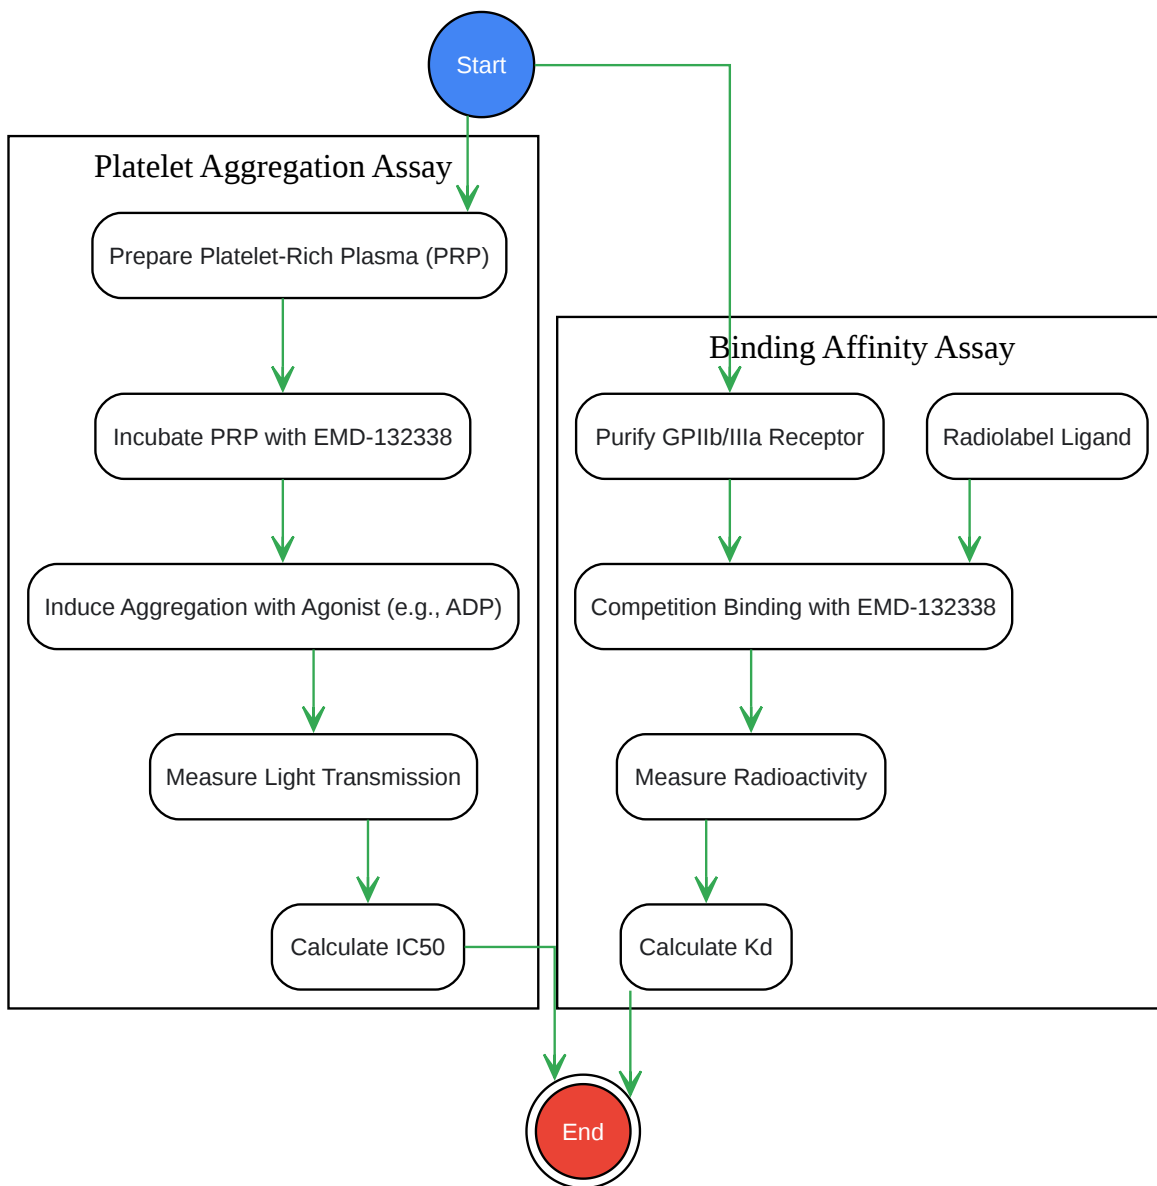 Start
Platelet Aggregation Assay
Prepare Platelet-Rich Plasma (PRP)
Incubate PRP with EMD-132338
Induce Aggregation with Agonist (e.g., ADP)
Measure Light Transmission
Calculate IC50
Binding Affinity Assay
Purify GPIIb/IIIa Receptor
Radiolabel Ligand
Competition Binding with EMD-132338
Measure Radioactivity
Calculate Kd
End